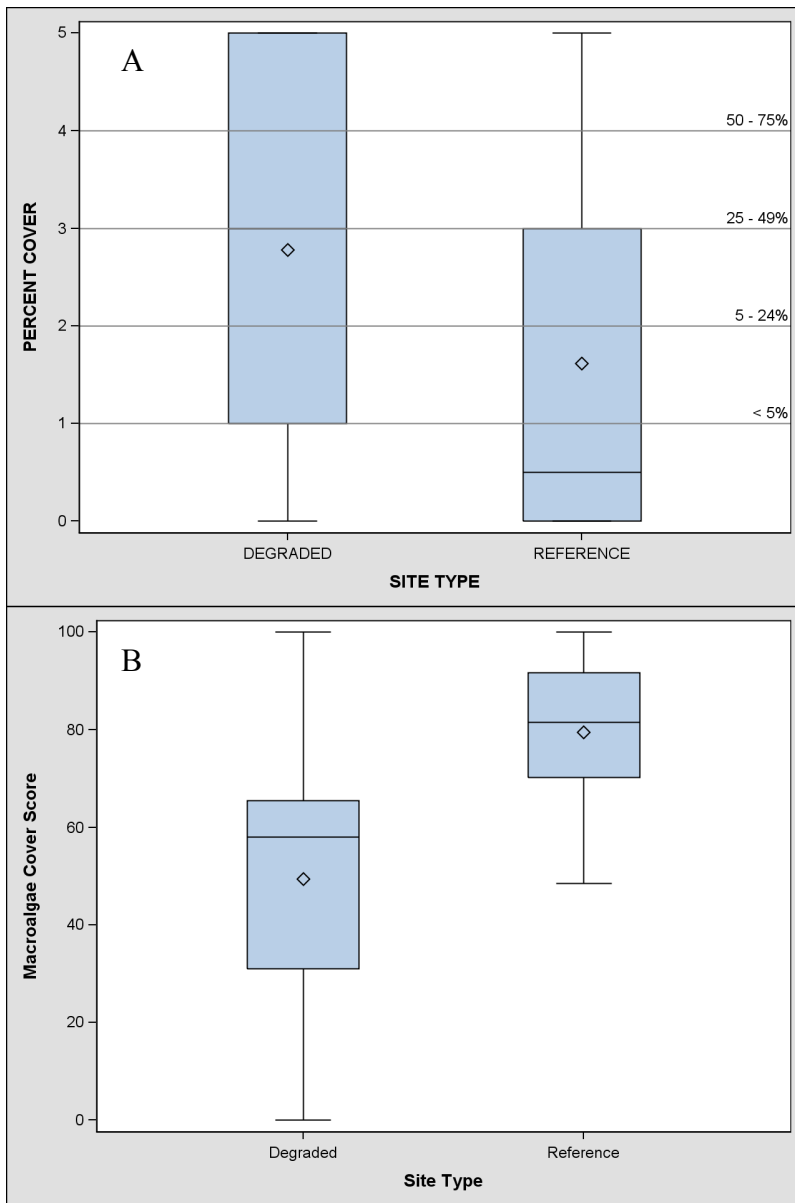 A
5
4
3
2
1
0
PERCENT COVER
50 - 75%
25 - 49%
5 - 24%
< 5%
DEGRADED REFERENCE
SITE TYPE
B
100
80
60
40
20
0
Macroalgae Cover Score
Degraded Reference
Site Type